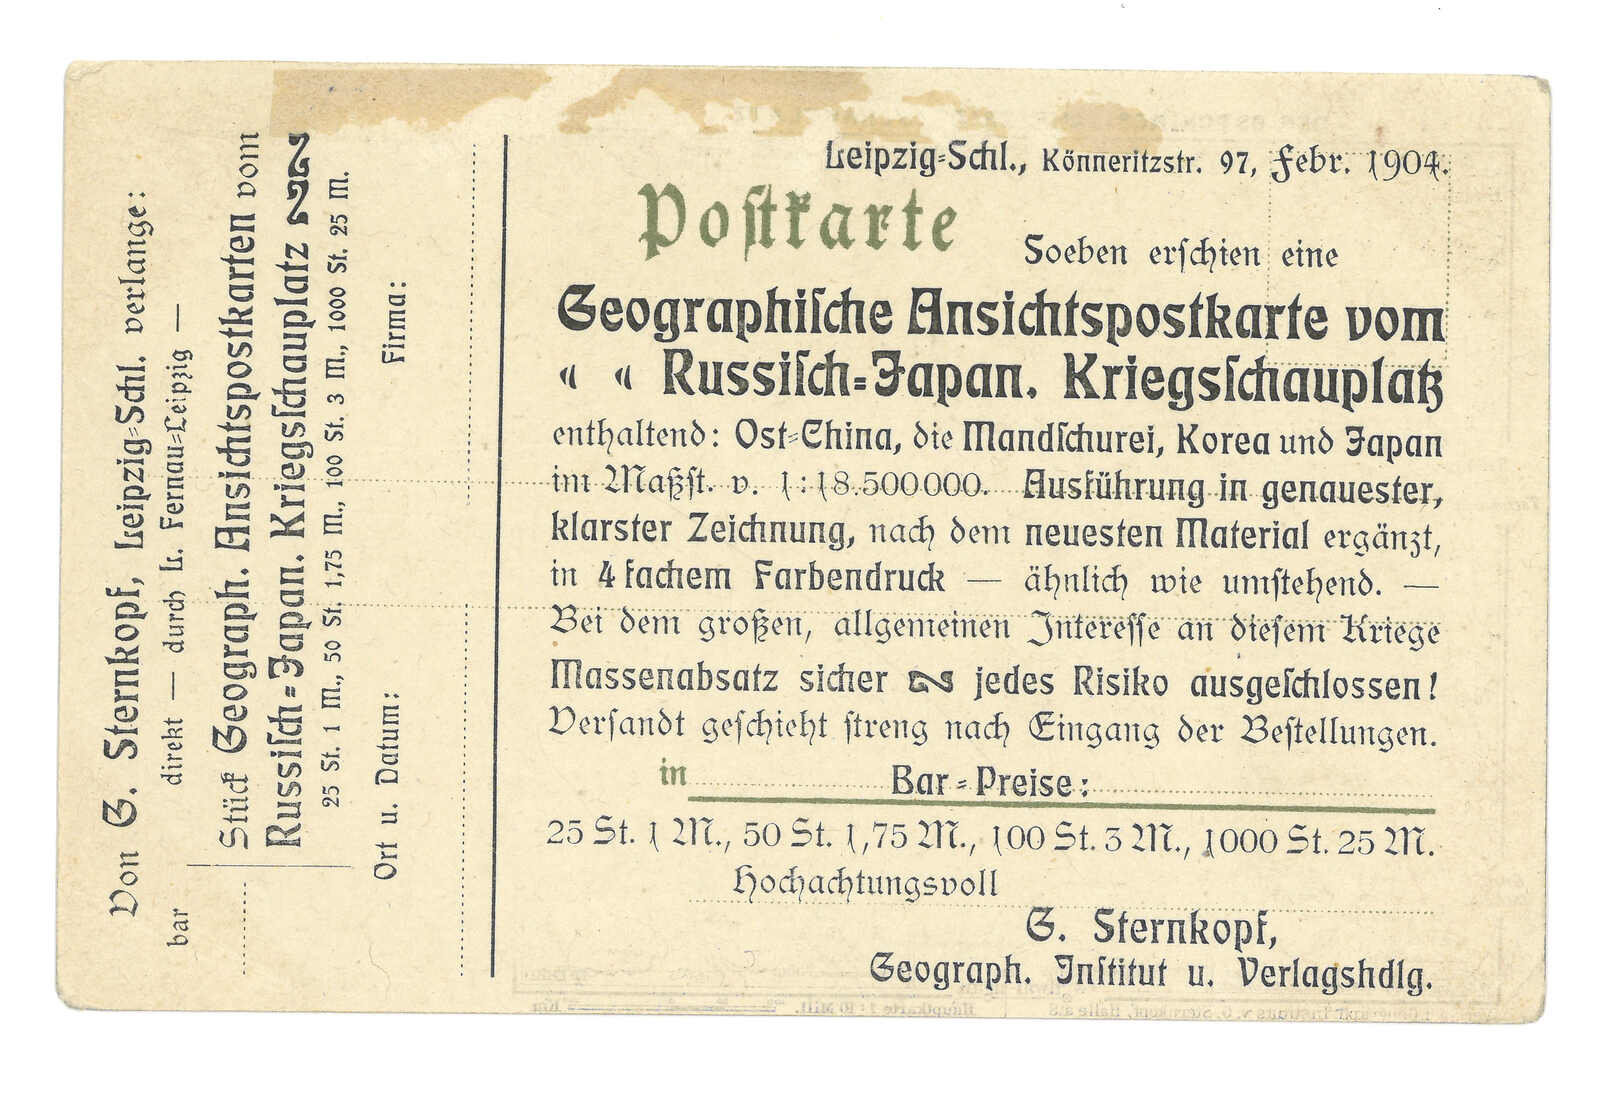 Von G. Sternkopf, Leipzig-Schl. verlange:
bar direkt — durch L. Fernau-Leipzig —
Stück Geograph. Ansichtspostkarten vom
Russiſch-Japan. Kriegsſchauplatz
25 St. 1 M., 50 St. 1,75 M., 100 St. 3 M., 1000 St. 25 M.
Ort u. Datum: Firma:
Leipzig-Schl., Könneritzstr. 97, Febr. 1904.
Poſtkarte
Soeben erſchien eine
Geographiſche Ansichtspostkarte vom
« « Russiſch-Japan. Kriegsſchauplatz
enthaltend: Ost-China, die Mandſchurei, Korea und Japan
im Maßſt. v. 1:18.500000. Ausführung in genauester,
klarster Zeichnung, nach dem neuesten Material ergänzt,
in 4 fachem Farbendruck — ähnlich wie umſtehend. —
Bei dem großen, allgemeinen Intereſſe an dieſem Kriege
Massenabsatz sicher jedes Risiko ausgeſchlossen!
Verſandt geſchieht ſtreng nach Eingang der Beſtellungen.
in Bar-Preise:
25 St. 1 M., 50 St. 1,75 M., 100 St. 3 M., 1000 St. 25 M.
Hochachtungsvoll
G. Sternkopf,
Geograph. Inſtitut u. Verlagshdlg.